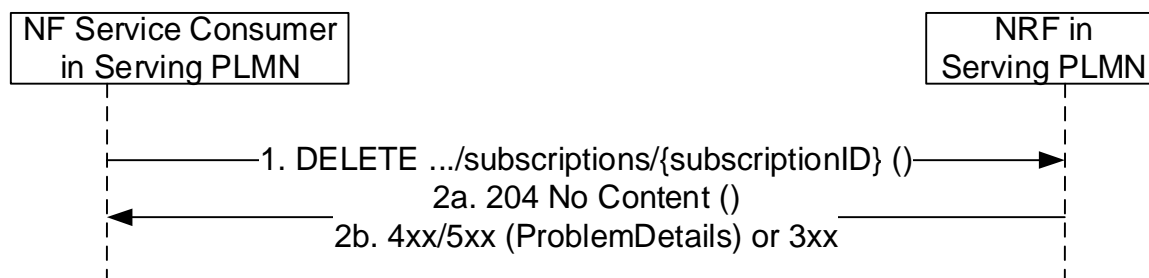 NF Service Consumer
in Serving PLMN
NRF in
Serving PLMN
1. DELETE .../subscriptions/{subscriptionID} ()
2a. 204 No Content ()
2b. 4xx/5xx (ProblemDetails) or 3xx